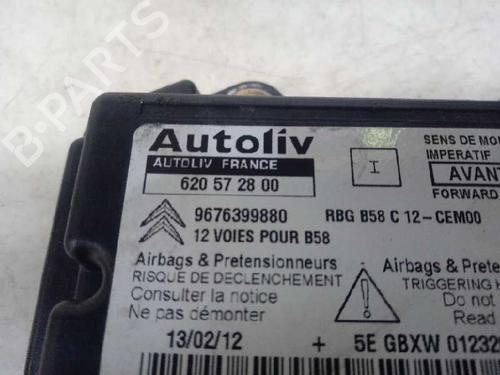 B-PARTS
Autoliv
AUTOLIV FRANCE
620 57 28 00
I
SENS DE
IMPERATIF
AVANT
FORWARD
9676399880 RBG B58 C 12-CEM00
12 VOIES POUR B58
Airbags & Pretensionneurs
RISQUE DE DECLENCHEMENT
Consulter la notice
Ne pas démonter
Airbags & Prete
TRIGGERING H
Do not
Read
13/02/12 + 5E GBXW 01232